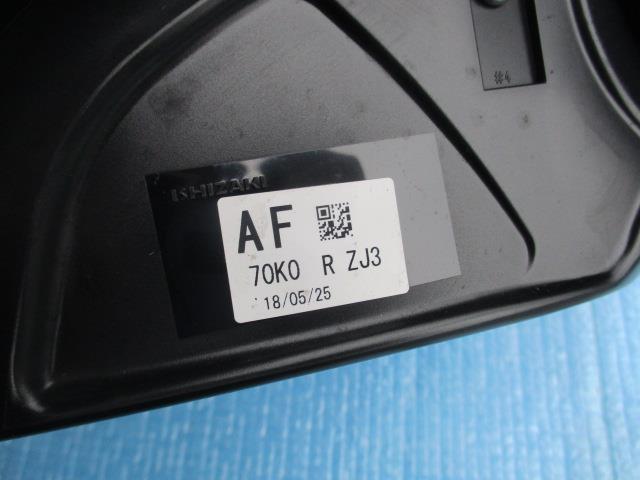 #4
ISHIZAKI
AF
70K0 R ZJ3
'18/05/25